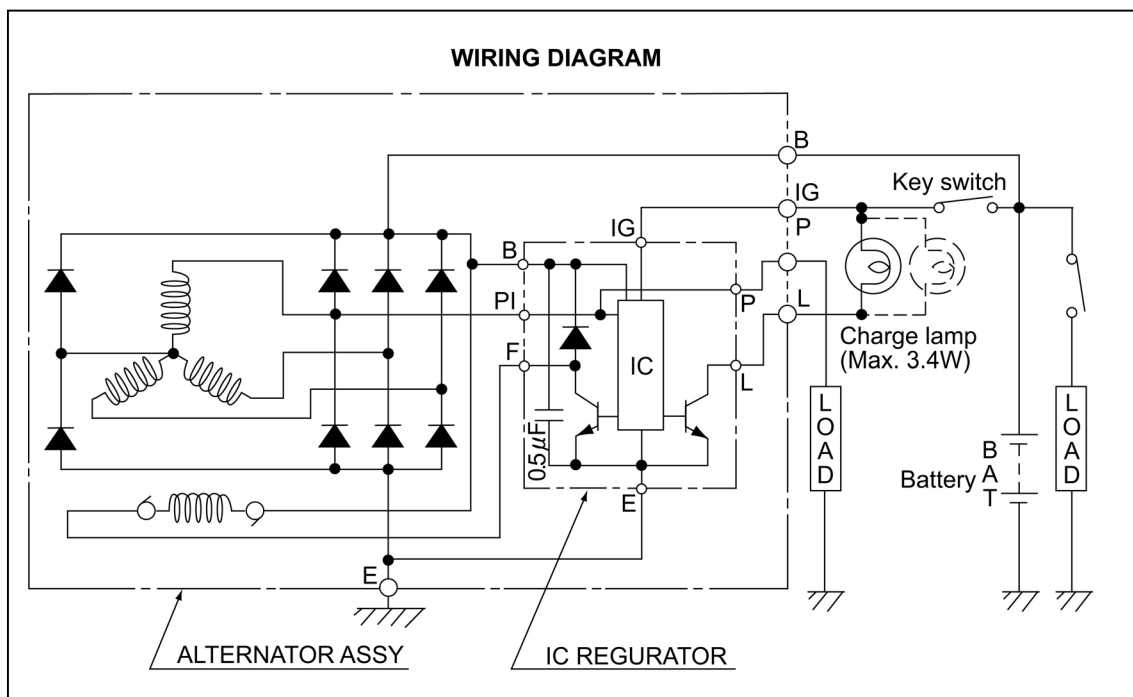 WIRING DIAGRAM
B
Key switch
IG
P
IG
B
PI
P
L
F
IC
L
Charge lamp
(Max. 3.4W)
0.5μF
LOAD
LOAD
Battery
BAT
E
E
ALTERNATOR ASSY
IC REGURATOR